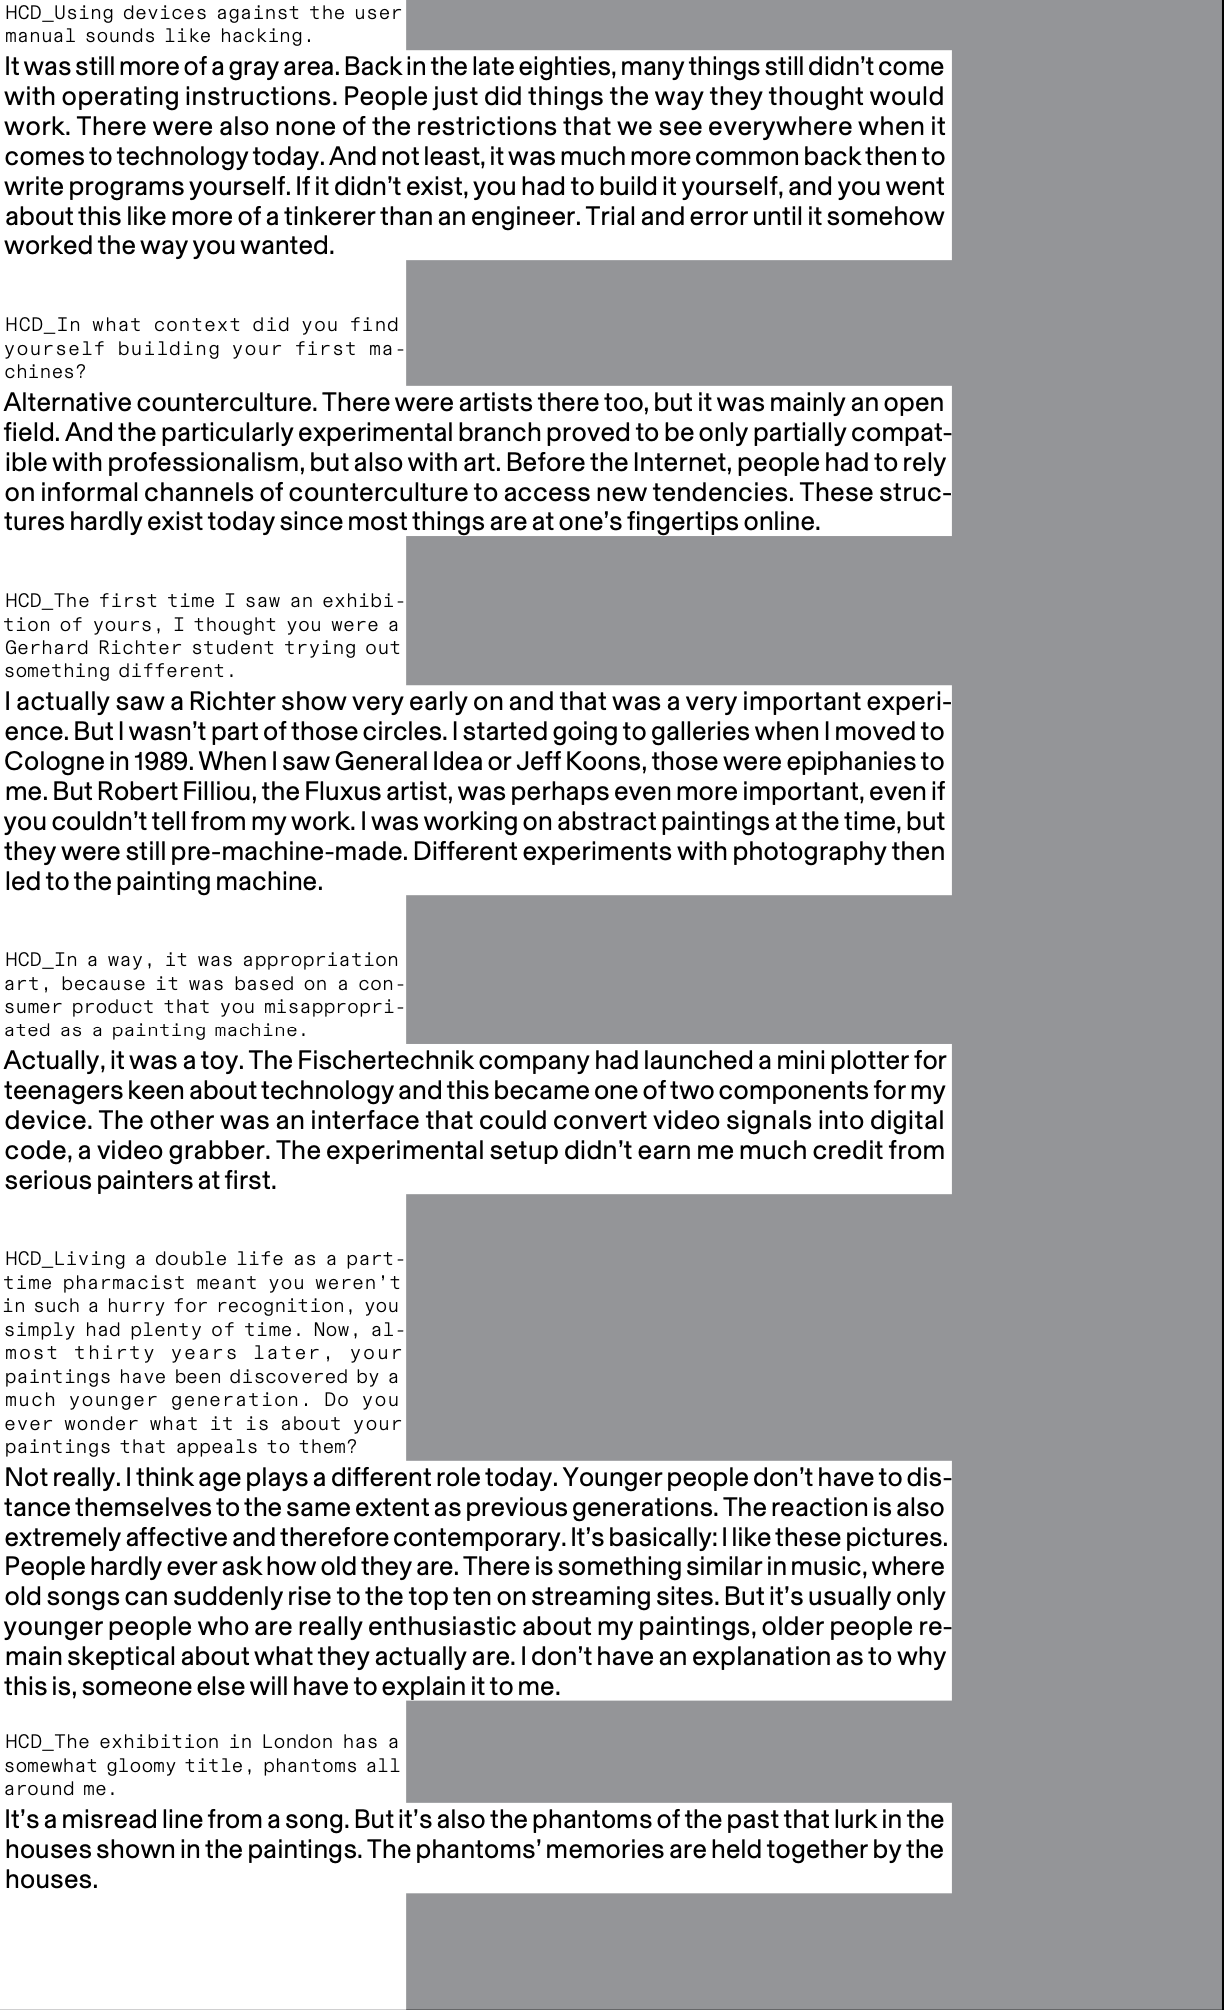 HCD_Using devices against the user
manual sounds like hacking.
It was still more of a gray area. Back in the late eighties, many things still didn’t come
with operating instructions. People just did things the way they thought would
work. There were also none of the restrictions that we see everywhere when it
comes to technology today. And not least, it was much more common back then to
write programs yourself. If it didn’t exist, you had to build it yourself, and you went
about this like more of a tinkerer than an engineer. Trial and error until it somehow
worked the way you wanted.
HCD_In what context did you find
yourself building your first ma-
chines?
Alternative counterculture. There were artists there too, but it was mainly an open
field. And the particularly experimental branch proved to be only partially compat-
ible with professionalism, but also with art. Before the Internet, people had to rely
on informal channels of counterculture to access new tendencies. These struc-
tures hardly exist today since most things are at one’s fingertips online.
HCD_The first time I saw an exhibi-
tion of yours, I thought you were a
Gerhard Richter student trying out
something different.
I actually saw a Richter show very early on and that was a very important experi-
ence. But I wasn’t part of those circles. I started going to galleries when I moved to
Cologne in 1989. When I saw General Idea or Jeff Koons, those were epiphanies to
me. But Robert Filliou, the Fluxus artist, was perhaps even more important, even if
you couldn’t tell from my work. I was working on abstract paintings at the time, but
they were still pre-machine-made. Different experiments with photography then
led to the painting machine.
HCD_In a way, it was appropriation
art, because it was based on a con-
sumer product that you misappropri-
ated as a painting machine.
Actually, it was a toy. The Fischertechnik company had launched a mini plotter for
teenagers keen about technology and this became one of two components for my
device. The other was an interface that could convert video signals into digital
code, a video grabber. The experimental setup didn’t earn me much credit from
serious painters at first.
HCD_Living a double life as a part-
time pharmacist meant you weren’t
in such a hurry for recognition, you
simply had plenty of time. Now, al-
most thirty years later, your
paintings have been discovered by a
much younger generation. Do you
ever wonder what it is about your
paintings that appeals to them?
Not really. I think age plays a different role today. Younger people don’t have to dis-
tance themselves to the same extent as previous generations. The reaction is also
extremely affective and therefore contemporary. It’s basically: I like these pictures.
People hardly ever ask how old they are. There is something similar in music, where
old songs can suddenly rise to the top ten on streaming sites. But it’s usually only
younger people who are really enthusiastic about my paintings, older people re-
main skeptical about what they actually are. I don’t have an explanation as to why
this is, someone else will have to explain it to me.
HCD_The exhibition in London has a
somewhat gloomy title, phantoms all
around me.
It’s a misread line from a song. But it’s also the phantoms of the past that lurk in the
houses shown in the paintings. The phantoms’ memories are held together by the
houses.